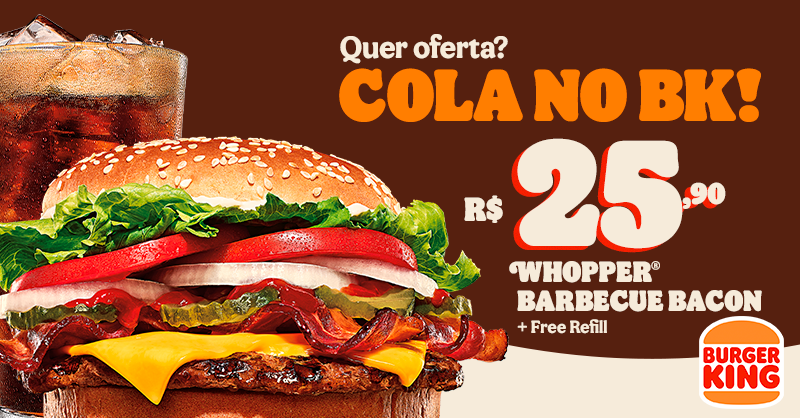 Quer oferta?
COLA NO BK!
R$ 25,90
WHOPPER®
BARBECUE BACON
+ Free Refill
BURGER
KING